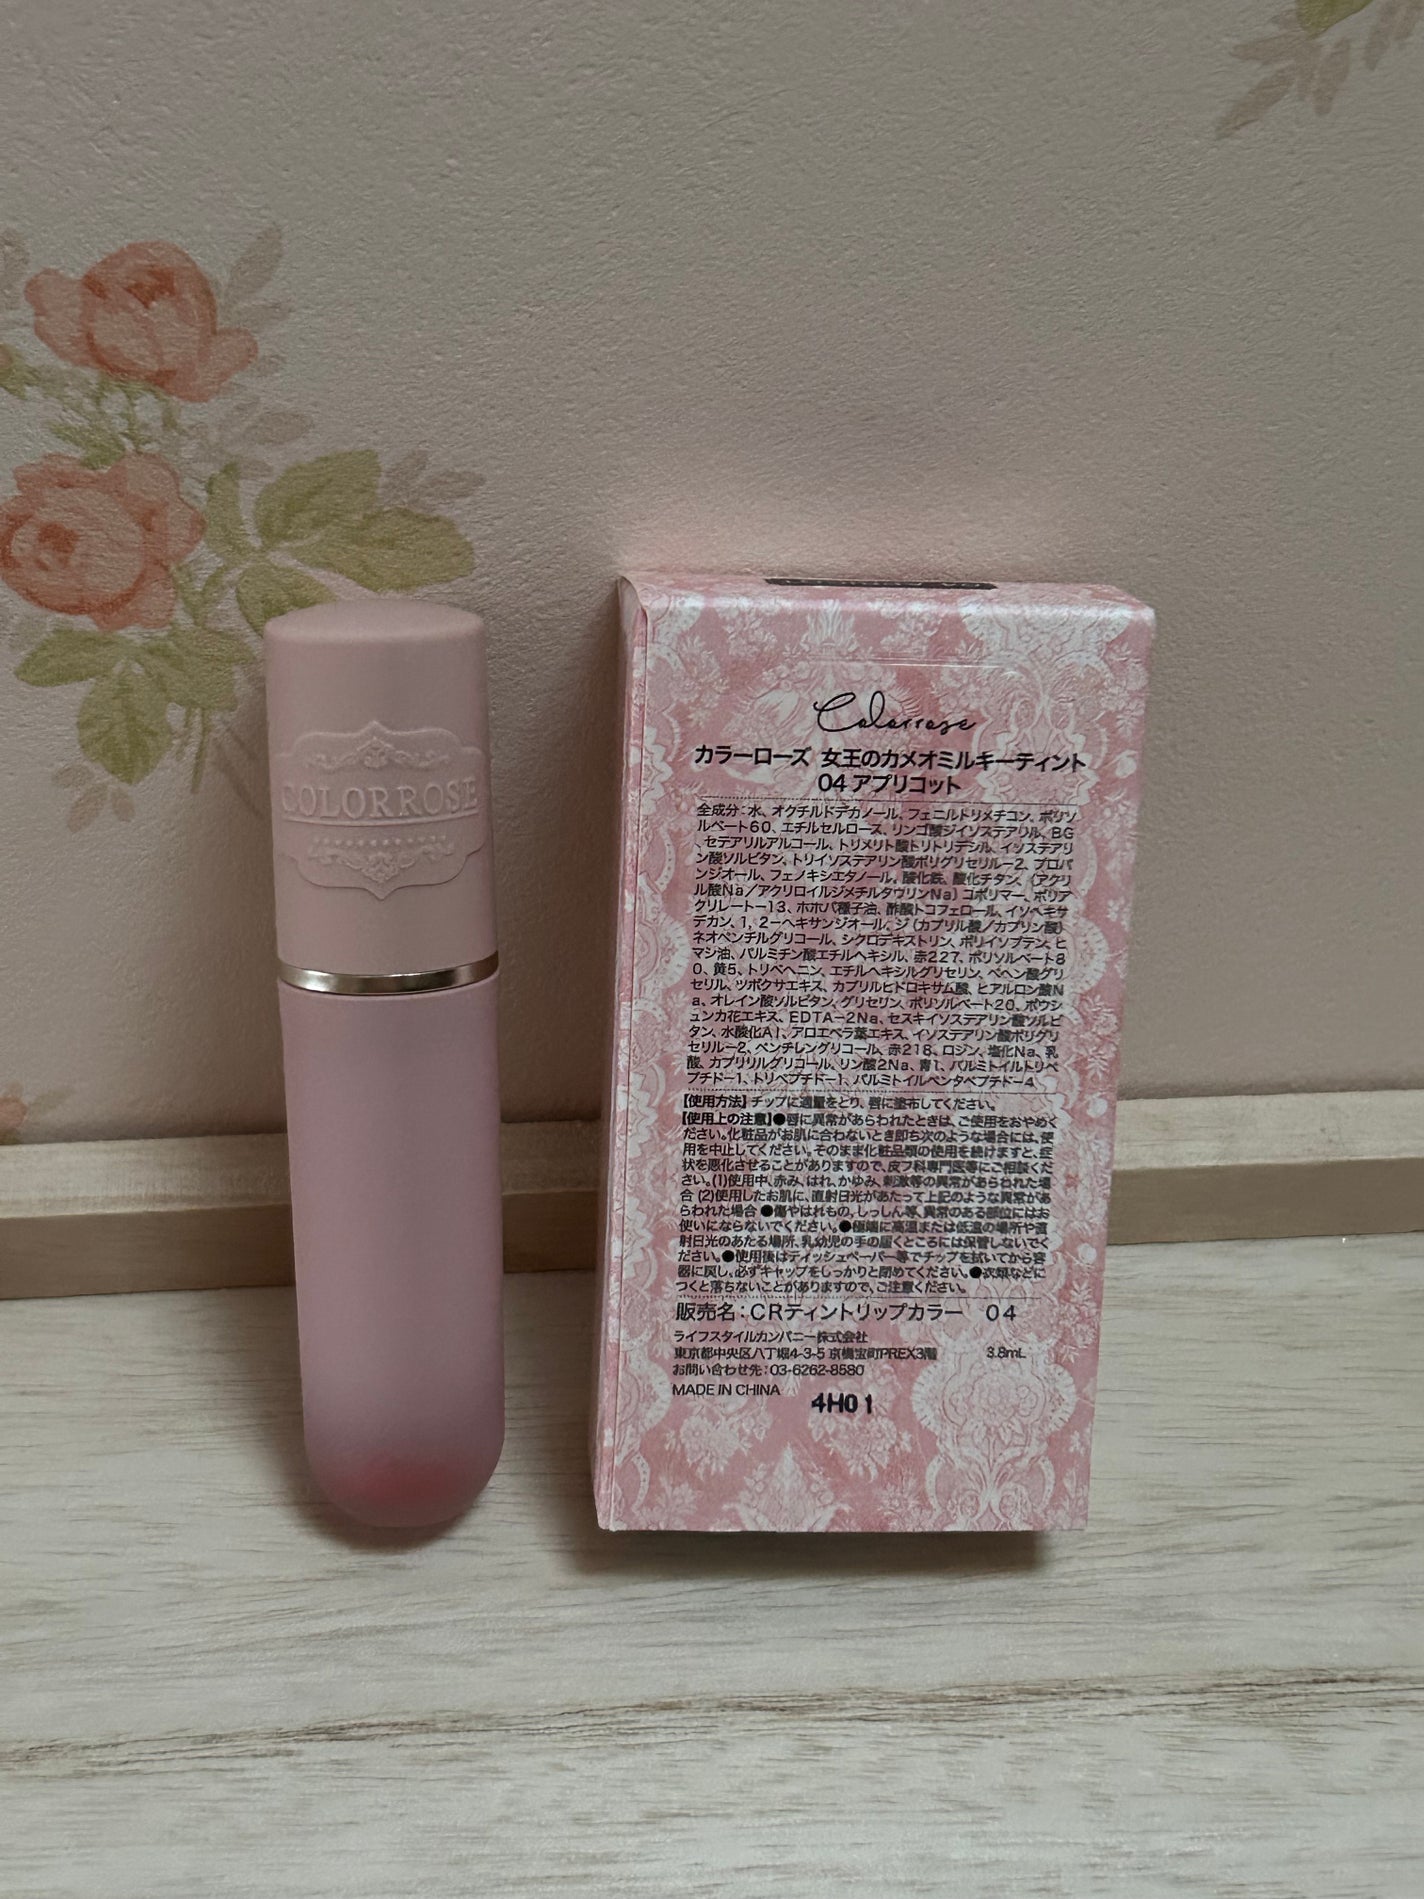 COLORROSE
Colorrose
カラーローズ 女王のカメオミルキーティント
04 アプリコット
全成分：水、オクチルドデカノール、フェニルトリメチコン、ポリソ
ルベート60、エチルセルロース、リンゴ酸ジイソステアリル、BG
、セテアリルアルコール、トリメリト酸トリトリデシル、イソステアリ
ン酸ソルビタン、トリイソステアリン酸ポリグリセリルー2、プロパ
ンジオール、フェノキシエタノール、酸化鉄、酸化チタン、（アクリ
ル酸Na／アクリロイルジメチルタウリンNa）コポリマー、ポリア
クリレートー13、ホホバ種子油、酢酸トコフェロール、イソヘキサ
デカン、1，2ーヘキサンジオール、ジ（カプリル酸／カプリン酸）
ネオペンチルグリコール、シクロデキストリン、ポリイソブテン、ヒ
マシ油、パルミチン酸エチルヘキシル、赤227、ポリソルベート8
0、黄5、トリベヘニン、エチルヘキシルグリセリン、ベヘン酸グリ
セリル、ツボクサエキス、カプリルヒドロキサム酸、ヒアルロン酸N
a、オレイン酸ソルビタン、グリセリン、ポリソルベート20、ボウシ
ュンカ花エキス、EDTAー2Na、セスキイソステアリン酸ソルビ
タン、水酸化Al、アロエベラ葉エキス、イソステアリン酸ポリグリ
セリルー2、ペンチレングリコール、赤218、ロジン、塩化Na、乳
酸、カプリリルグリコール、リン酸2Na、青1、パルミトイルトリペ
プチドー1、トリペプチドー1、パルミトイルペンタペプチドー4
【使用方法】チップに適量をとり、唇に塗布してください。
【使用上の注意】●唇に異常があらわれたときは、ご使用をおやめく
ださい。化粧品がお肌に合わないとき即ち次のような場合には、使
用を中止してください。そのまま化粧品類の使用を続けますと、症
状を悪化させることがありますので、皮フ科専門医等にご相談くだ
さい。(1)使用中、赤み、はれ、かゆみ、刺激等の異常があらわれた場
合 (2)使用したお肌に、直射日光があたって上記のような異常があ
らわれた場合 ●傷やはれもの、しっしん等、異常のある部位にはお
使いにならないでください。●極端に高温または低温の場所や直
射日光のあたる場所、乳幼児の手の届くところには保管しないでく
ださい。●使用後はティッシュペーパー等でチップを拭いてから容
器に戻し、必ずキャップをしっかりと閉めてください。●衣類などに
つくと落ちないことがありますので、ご注意ください。
販売名：CRティントリップカラー 04
ライフスタイルカンパニー株式会社
東京都中央区八丁堀4-3-5 京橋宝町PREX3階 3.8mL
お問い合わせ先：03-6262-8580
MADE IN CHINA
4H01